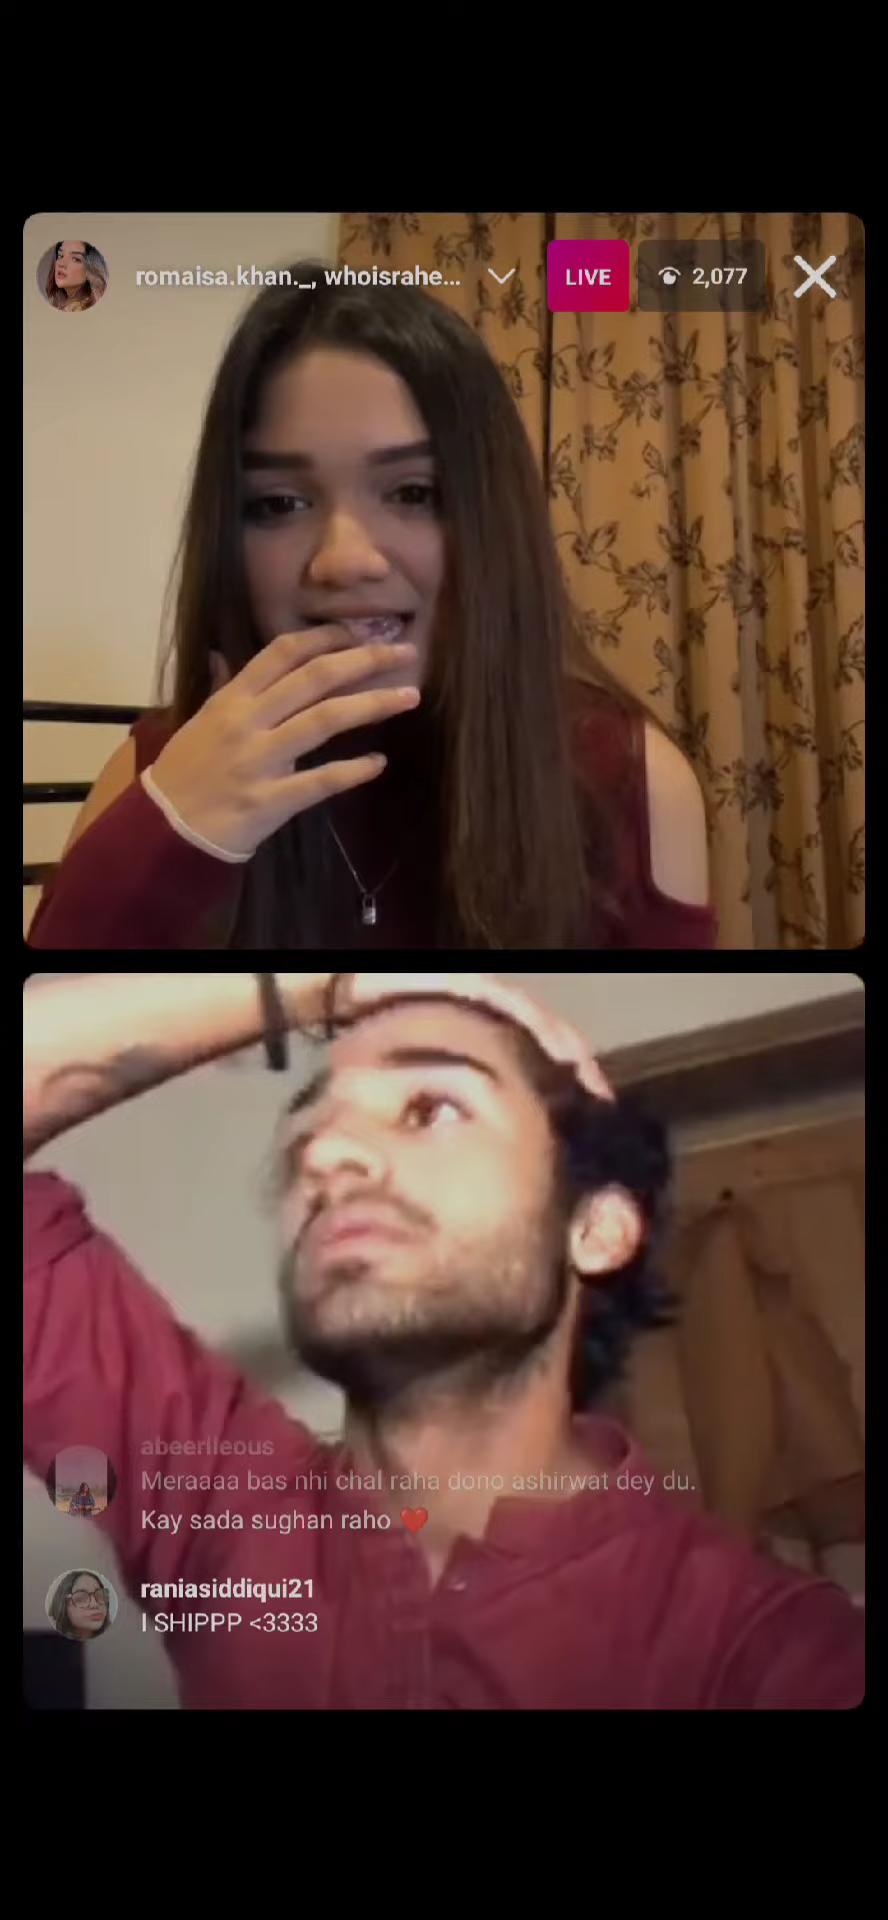 romaisa.khan._, whoisrahe...
LIVE
2,077
abeerlleous
Meraaaa bas nhi chal raha dono ashirwat dey du.
Kay sada sughan raho ❤️
raniasiddiqui21
I SHIPPP <3333